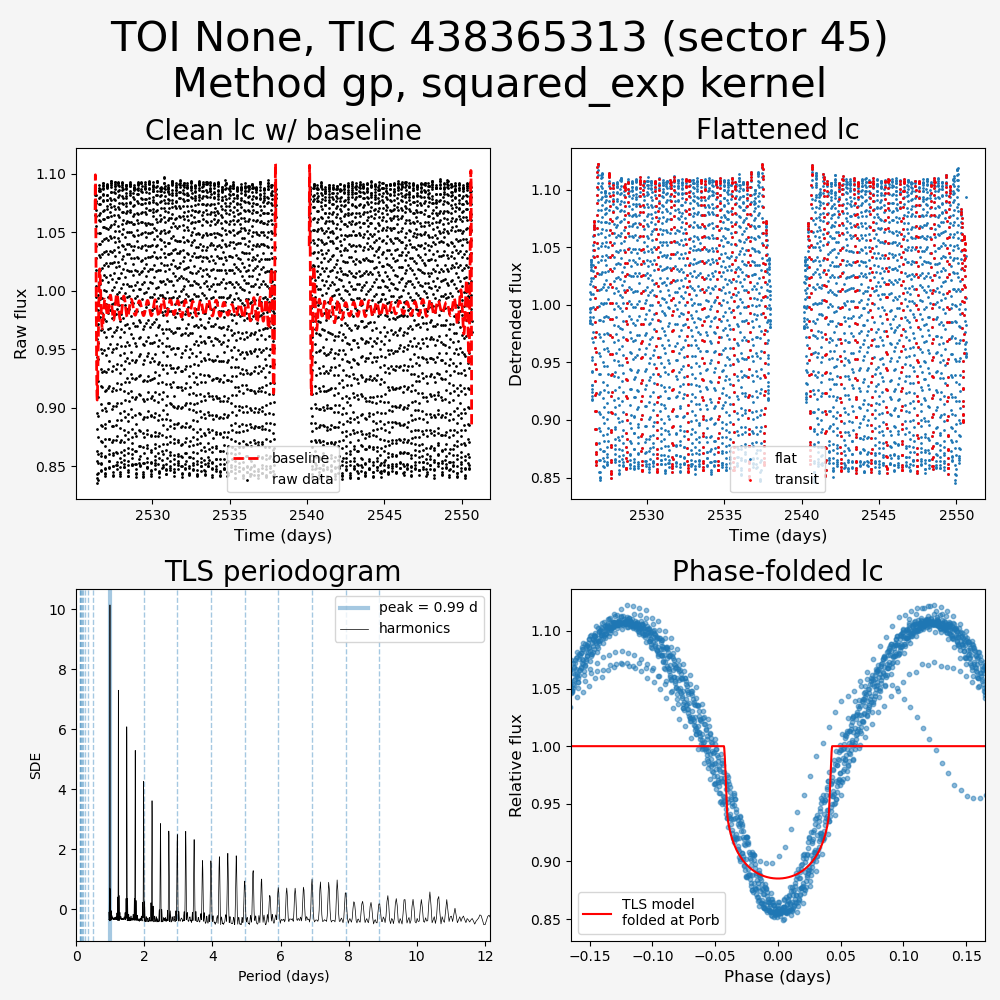 TOI None, TIC 438365313 (sector 45)
Method gp, squared_exp kernel
Clean lc w/ baseline
Raw flux
1.10
1.05
1.00
0.95
0.90
0.85
baseline
raw data
2530
2535
2540
2545
2550
Time (days)
Flattened lc
Detrended flux
1.10
1.05
1.00
0.95
0.90
0.85
flat
transit
2530
2535
2540
2545
2550
Time (days)
TLS periodogram
SDE
10
8
6
4
2
0
peak = 0.99 d
harmonics
0
2
4
6
8
10
12
Period (days)
Phase-folded lc
Relative flux
1.10
1.05
1.00
0.95
0.90
0.85
TLS model
folded at Porb
−0.15
−0.10
−0.05
0.00
0.05
0.10
0.15
Phase (days)